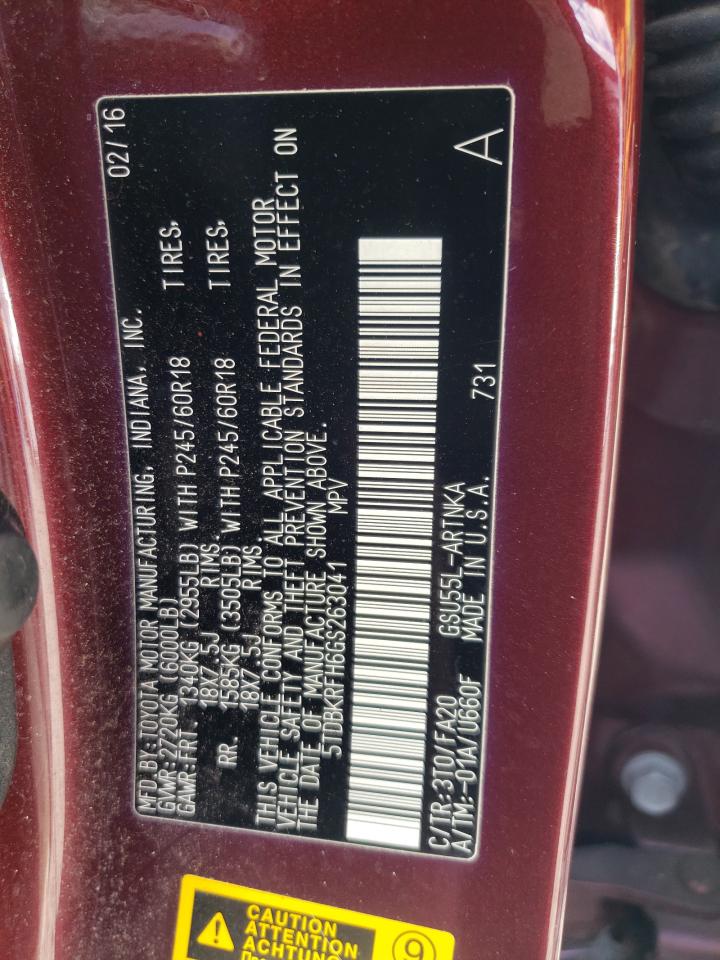 MFD BY: TOYOTA MOTOR MANUFACTURING, INDIANA, INC. 02/16
GVWR: 2720KG (6000LB)
GAWR: FRT 1340KG (2955LB) WITH P245/60R18 TIRES,
18X7.5J RIMS.
RR. 1585KG (3505LB) WITH P245/60R18 TIRES,
18X7.5J RIMS.
THIS VEHICLE CONFORMS TO ALL APPLICABLE FEDERAL MOTOR
VEHICLE SAFETY AND THEFT PREVENTION STANDARDS IN EFFECT ON
THE DATE OF MANUFACTURE SHOWN ABOVE.
5TDBKRFH6GS263041 MPV
C/TR: 3T0/FA20 GSU55L-ARTNKA 731 A
A/TM: -01A/U660F MADE IN U.S.A.
CAUTION
ATTENTION
ACHTUNG
9